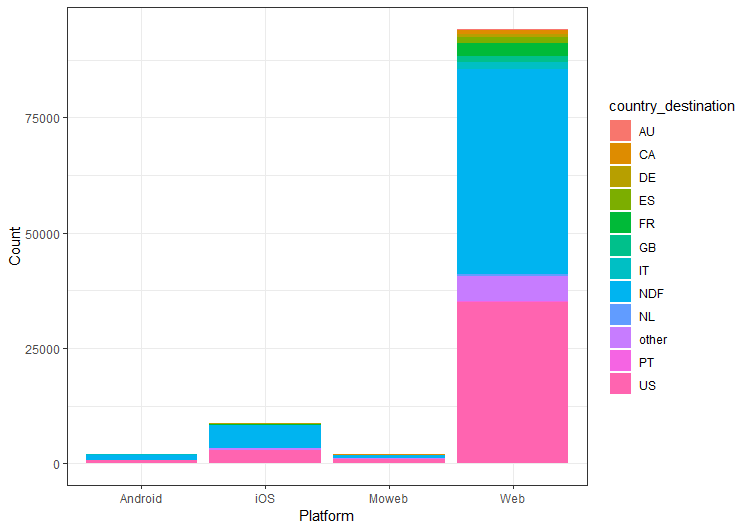 75000
50000
25000
0
Count
Android iOS Moweb Web
Platform
country_destination
AU
CA
DE
ES
FR
GB
IT
NDF
NL
other
PT
US